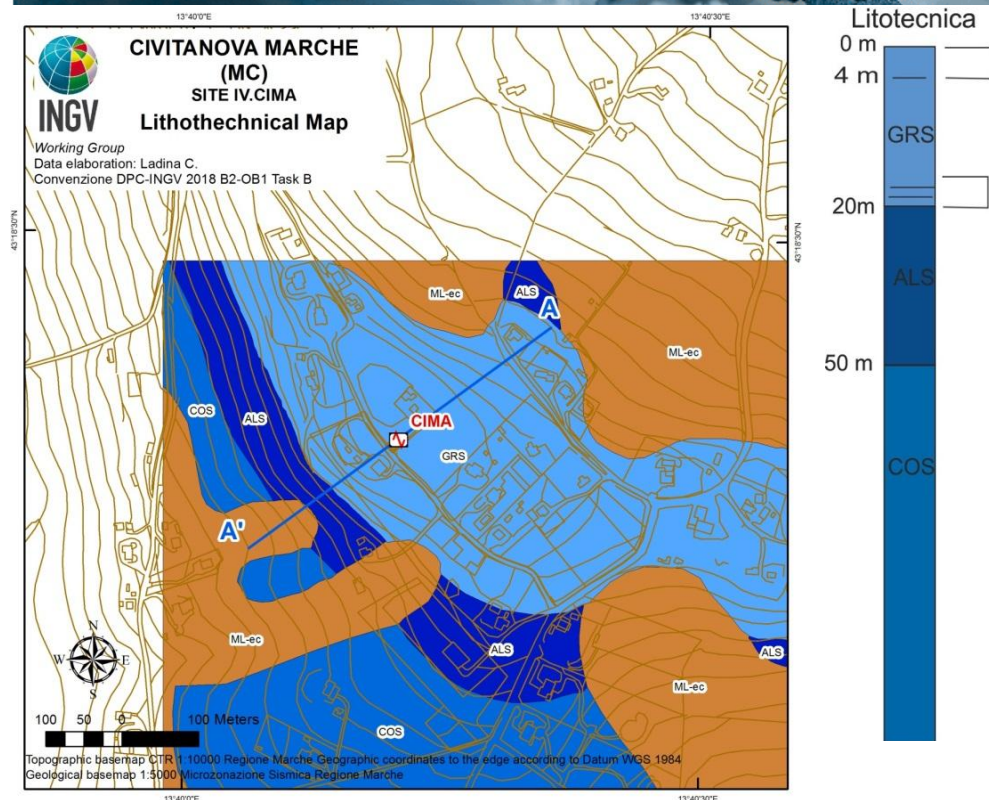 13°40'0"E
13°40'30"E
INGV
CIVITANOVA MARCHE
(MC)
SITE IV.CIMA
Lithothechnical Map
Working Group
Data elaboration: Ladina C.
Convenzione DPC-INGV 2018 B2-OB1 Task B
43°18'30"N
43°18'30"N
ML-ec
ALS
A
ML-ec
COS
ALS
CIMA
GRS
A'
ML-ec
ALS
ALS
ML-ec
COS
N
W
E
S
100 50 0 100 Meters
Topographic basemap CTR 1:10000 Regione Marche Geographic coordinates to the edge according to Datum WGS 1984
Geological basemap 1:5000 Microzonazione Sismica Regione Marche
13°40'0"E
13°40'30"E
Litotecnica
0 m
4 m
GRS
20m
ALS
50 m
COS